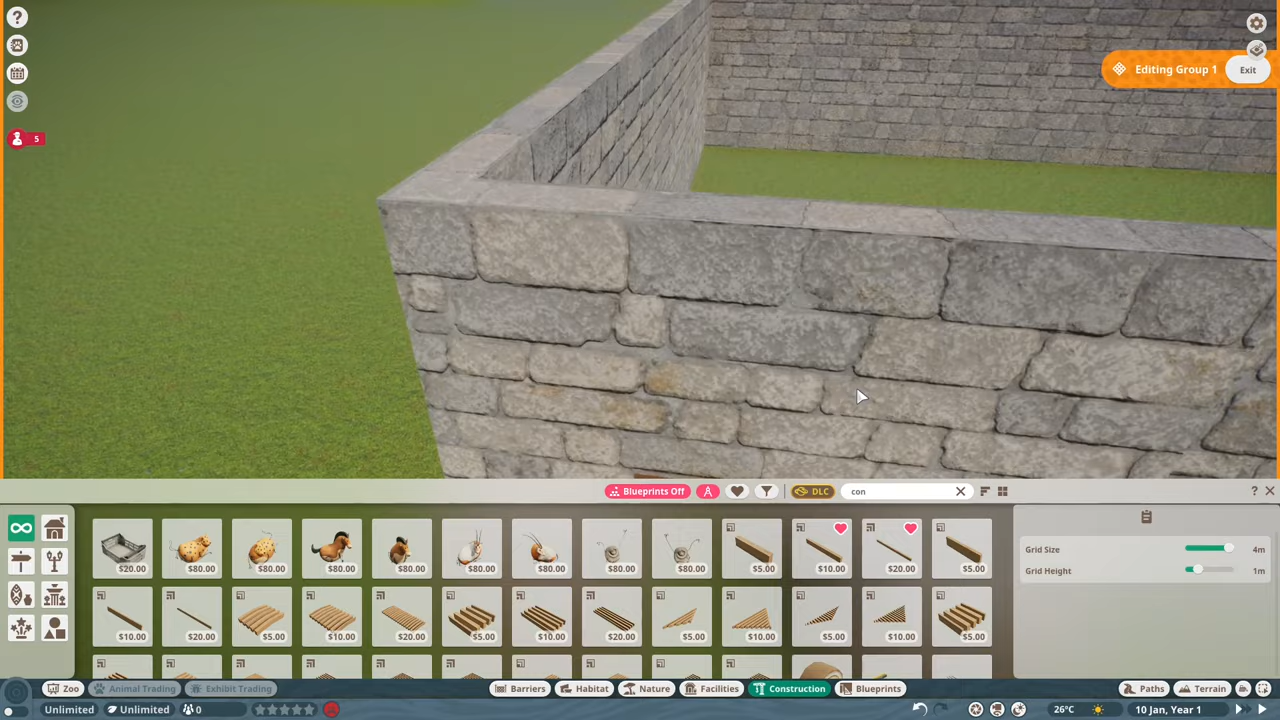 ?
Editing Group 1
Exit
5
Blueprints Off
DLC
con
?
$20.00
$80.00
$80.00
$80.00
$80.00
$80.00
$80.00
$80.00
$80.00
$5.00
$10.00
$20.00
$5.00
$10.00
$20.00
$5.00
$10.00
$20.00
$5.00
$10.00
$20.00
$5.00
$10.00
$5.00
$10.00
$5.00
Grid Size
4m
Grid Height
1m
Zoo
Animal Trading
Exhibit Trading
Barriers
Habitat
Nature
Facilities
Construction
Blueprints
Paths
Terrain
Unlimited
Unlimited
0
26°C
10 Jan, Year 1